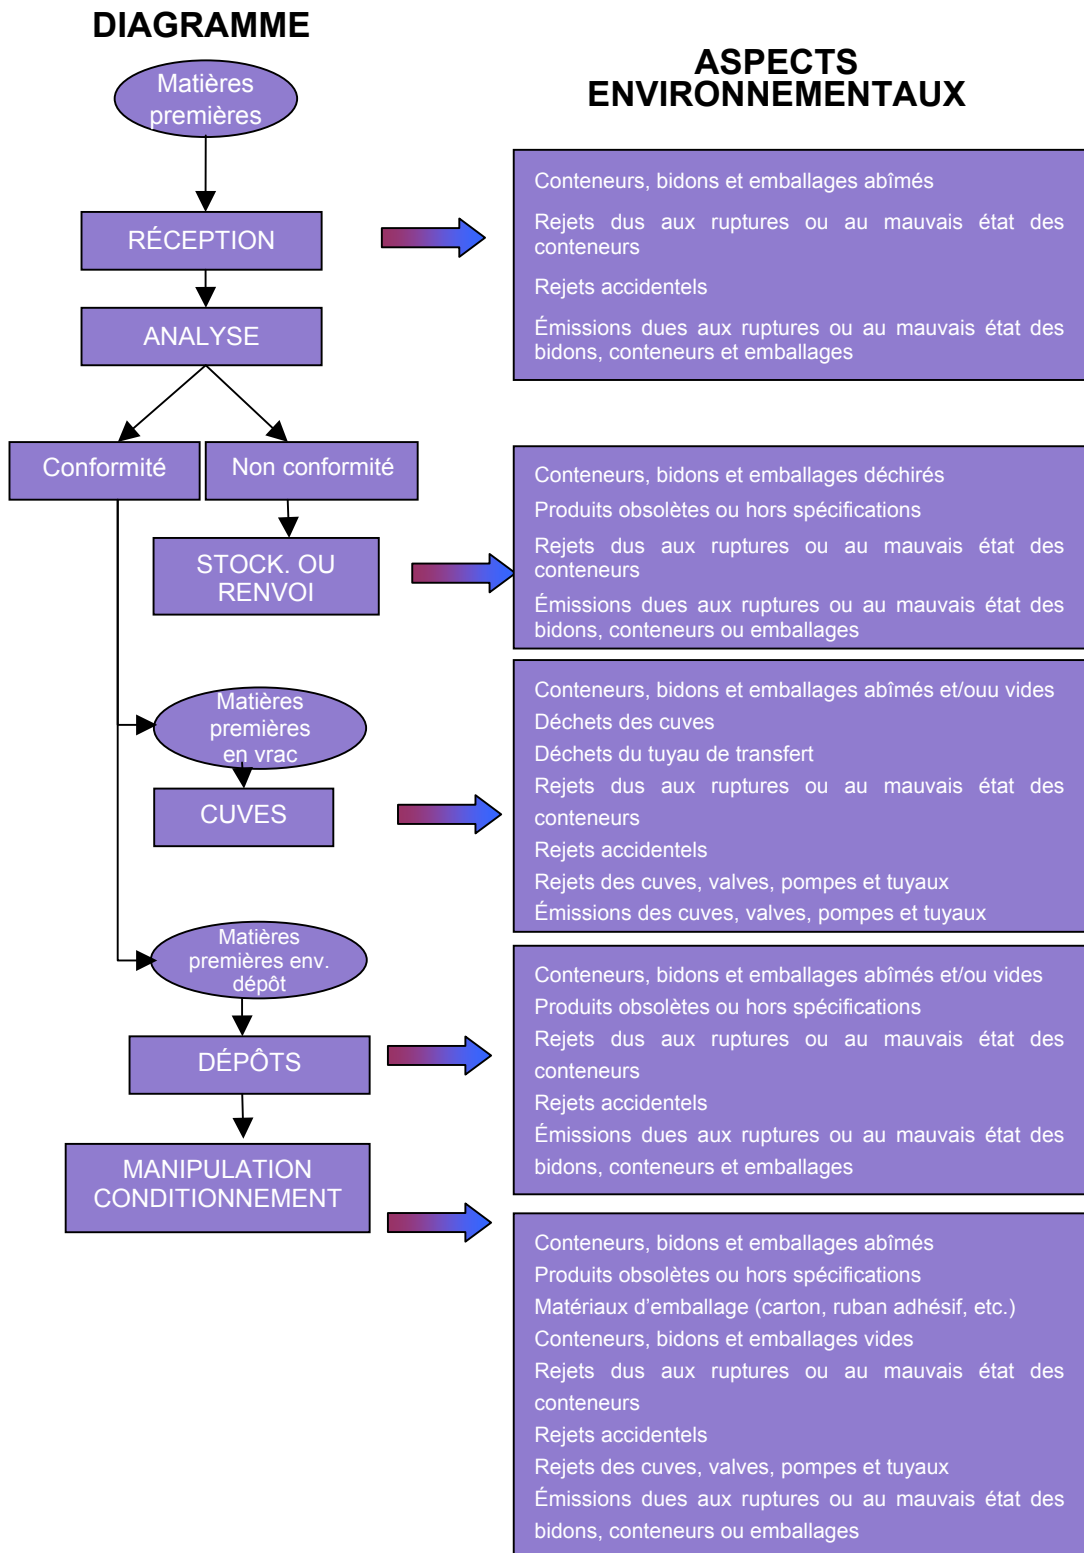 DIAGRAMME
ASPECTS
ENVIRONNEMENTAUX
Matières
premières
RÉCEPTION
Conteneurs, bidons et emballages abîmés
Rejets dus aux ruptures ou au mauvais état des
conteneurs
Rejets accidentels
Émissions dues aux ruptures ou au mauvais état des
bidons, conteneurs et emballages
ANALYSE
Conformité
Non conformité
STOCK. OU
RENVOI
Conteneurs, bidons et emballages déchirés
Produits obsolètes ou hors spécifications
Rejets dus aux ruptures ou au mauvais état des
conteneurs
Émissions dues aux ruptures ou au mauvais état des
bidons, conteneurs ou emballages
Matières
premières
en vrac
CUVES
Conteneurs, bidons et emballages abîmés et/ouu vides
Déchets des cuves
Déchets du tuyau de transfert
Rejets dus aux ruptures ou au mauvais état des
conteneurs
Rejets accidentels
Rejets des cuves, valves, pompes et tuyaux
Émissions des cuves, valves, pompes et tuyaux
Matières
premières env.
dépôt
DÉPÔTS
Conteneurs, bidons et emballages abîmés et/ou vides
Produits obsolètes ou hors spécifications
Rejets dus aux ruptures ou au mauvais état des
conteneurs
Rejets accidentels
Émissions dues aux ruptures ou au mauvais état des
bidons, conteneurs et emballages
MANIPULATION
CONDITIONNEMENT
Conteneurs, bidons et emballages abîmés
Produits obsolètes ou hors spécifications
Matériaux d’emballage (carton, ruban adhésif, etc.)
Conteneurs, bidons et emballages vides
Rejets dus aux ruptures ou au mauvais état des
conteneurs
Rejets accidentels
Rejets des cuves, valves, pompes et tuyaux
Émissions dues aux ruptures ou au mauvais état des
bidons, conteneurs ou emballages